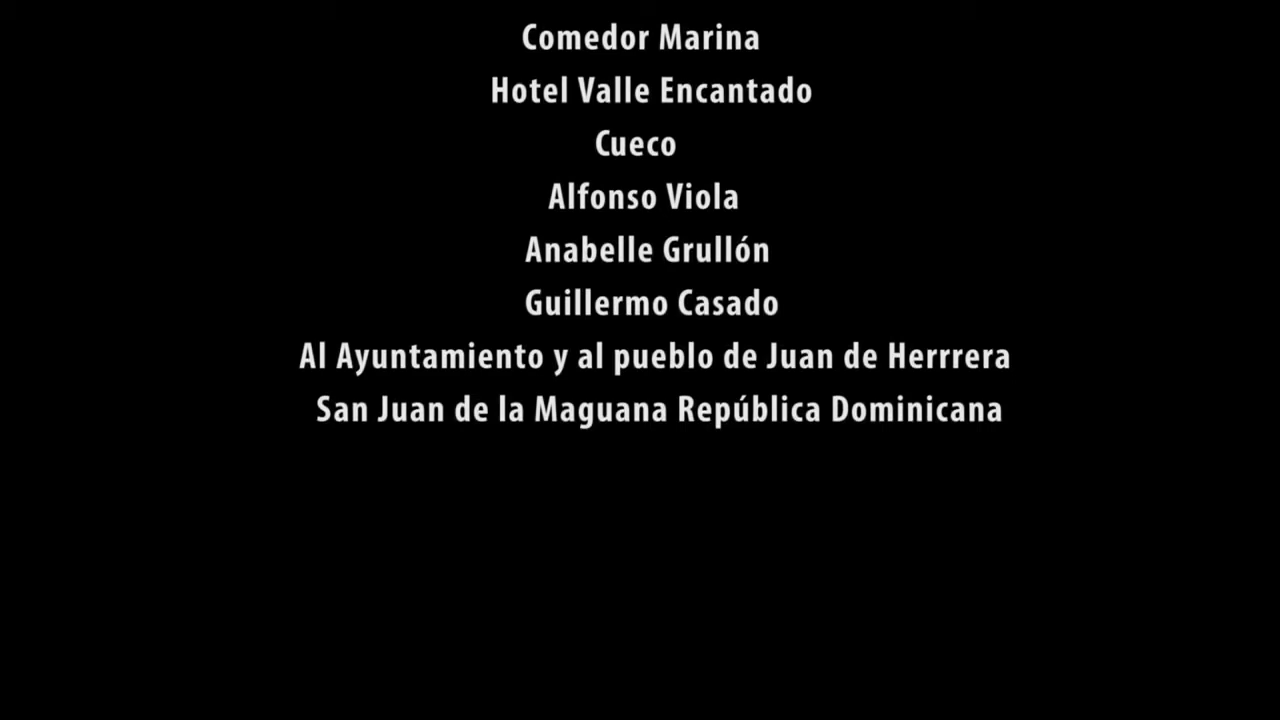 Comedor Marina
Hotel Valle Encantado
Cueco
Alfonso Viola
Anabelle Grullón
Guillermo Casado
Al Ayuntamiento y al pueblo de Juan de Herrrera
San Juan de la Maguana República Dominicana